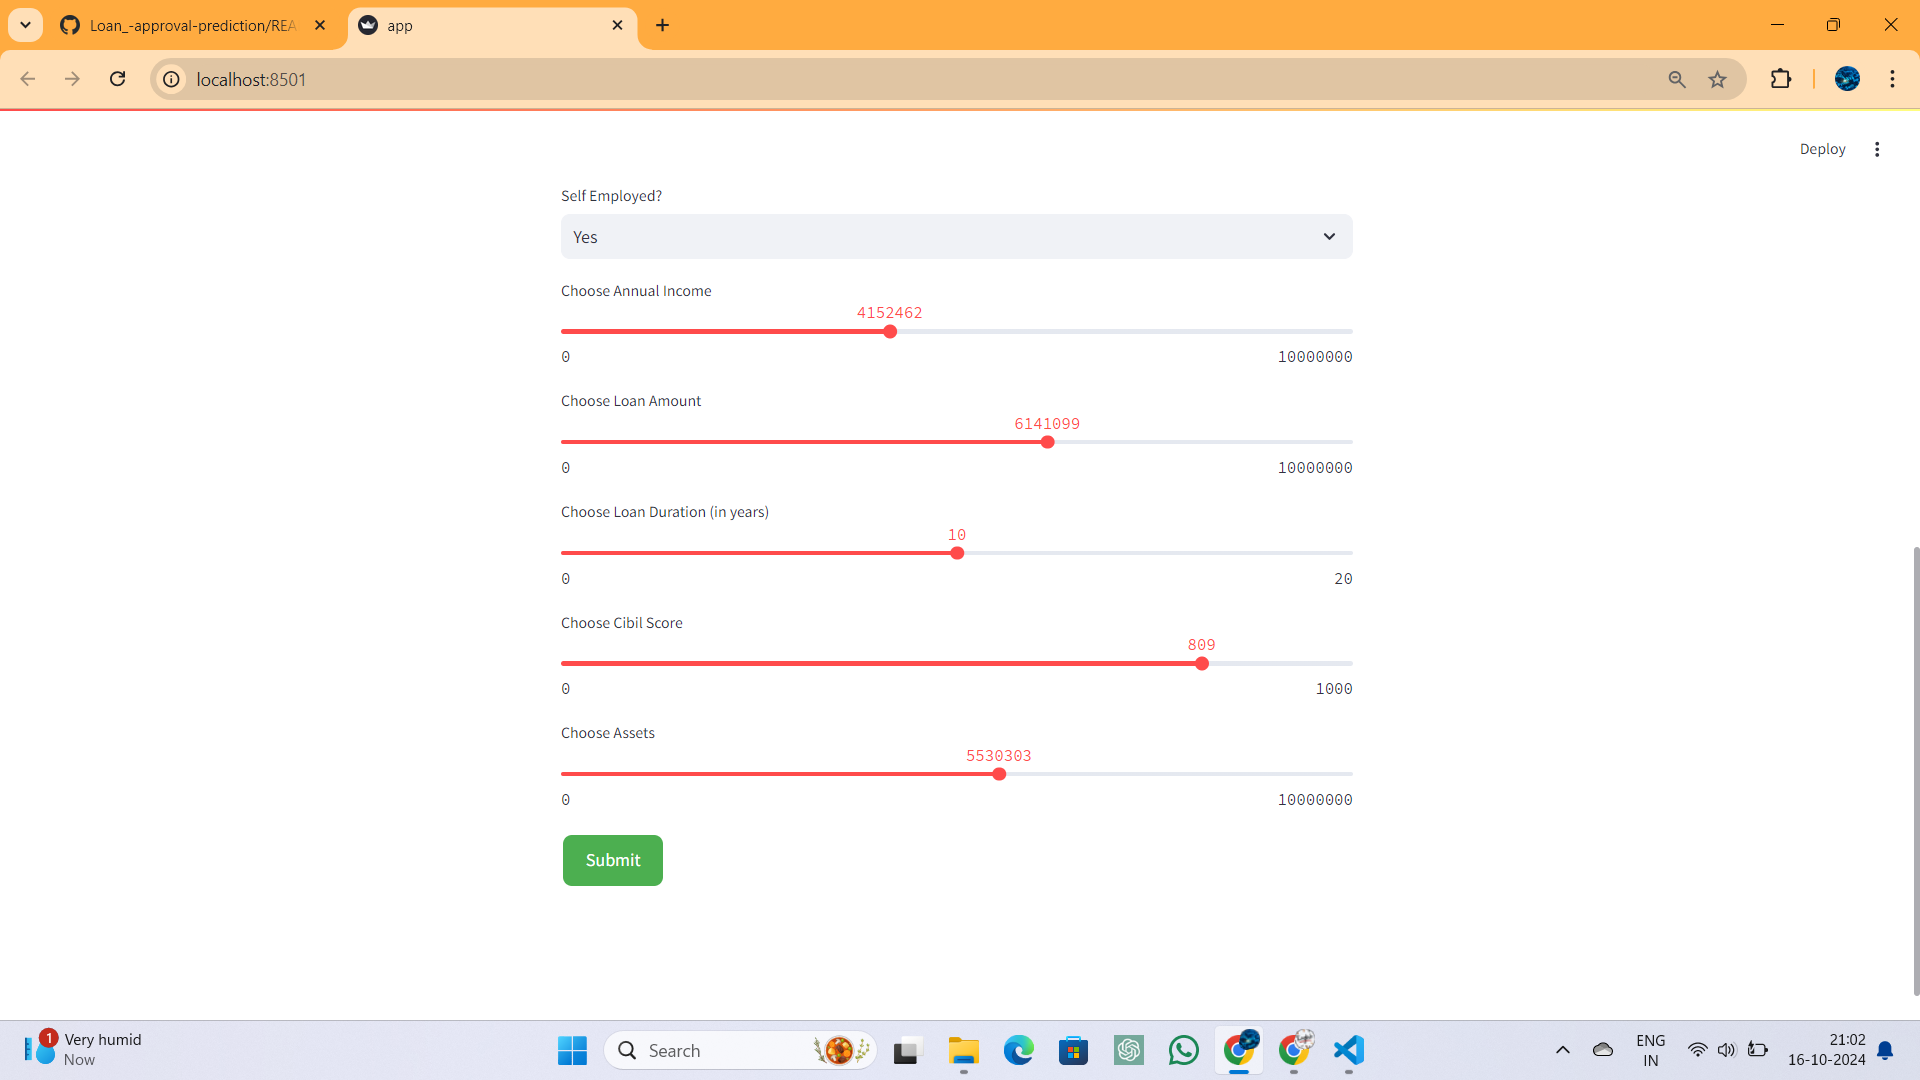 Loan_-approval-prediction/REA
app
localhost:8501
Deploy
Self Employed?
Yes
Choose Annual Income
4152462
0 10000000
Choose Loan Amount
6141099
0 10000000
Choose Loan Duration (in years)
10
0 20
Choose Cibil Score
809
0 1000
Choose Assets
5530303
0 10000000
Submit
1
Very humid
Now
Search
ENG
IN
21:02
16-10-2024